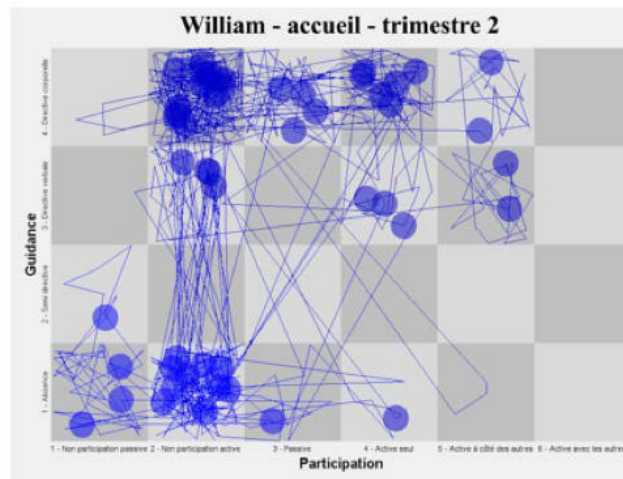 William - accueil - trimestre 2
4 - Directive corporelle
3 - Directive verbale
2 - Semi directive
1 - Absence
Guidance
1 - Non participation passive
2 - Non participation active
3 - Passive
4 - Active seul
5 - Active à côté des autres
6 - Active avec les autres
Participation